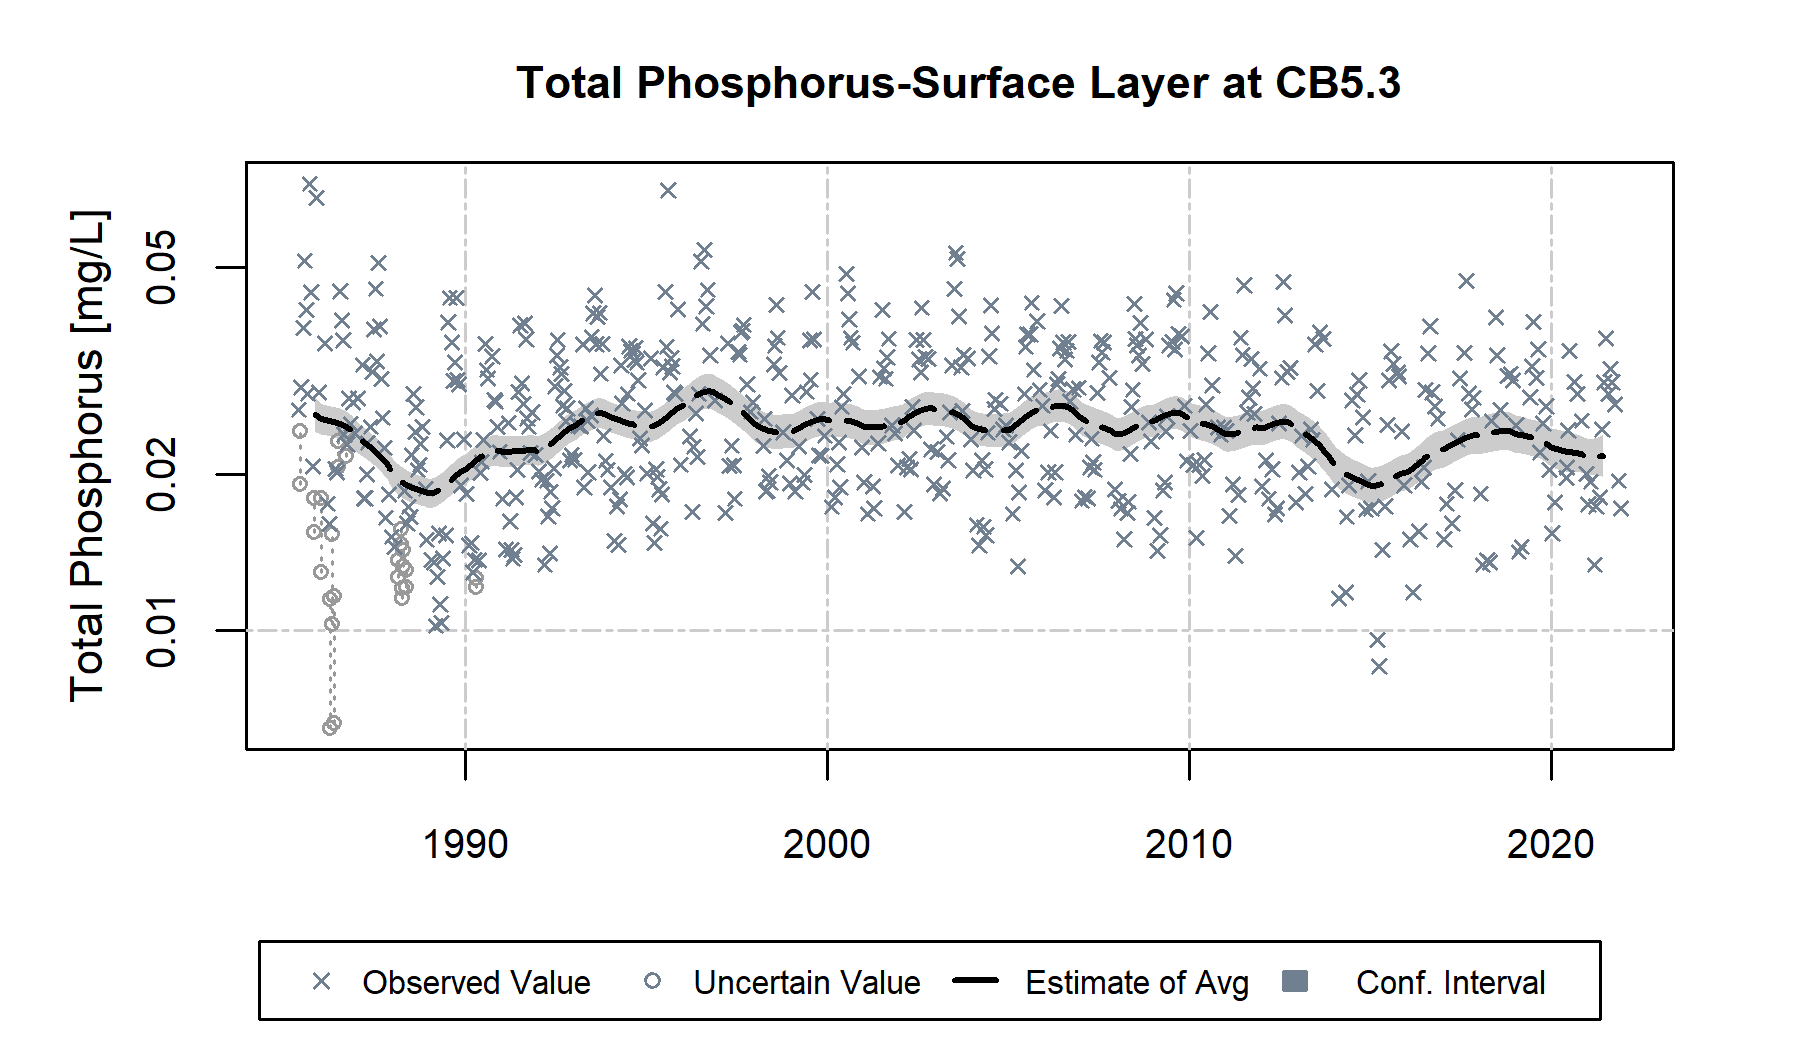 Total Phosphorus-Surface Layer at CB5.3
Total Phosphorus [mg/L]
0.05
0.02
0.01
1990 2000 2010 2020
Observed Value Uncertain Value Estimate of Avg Conf. Interval